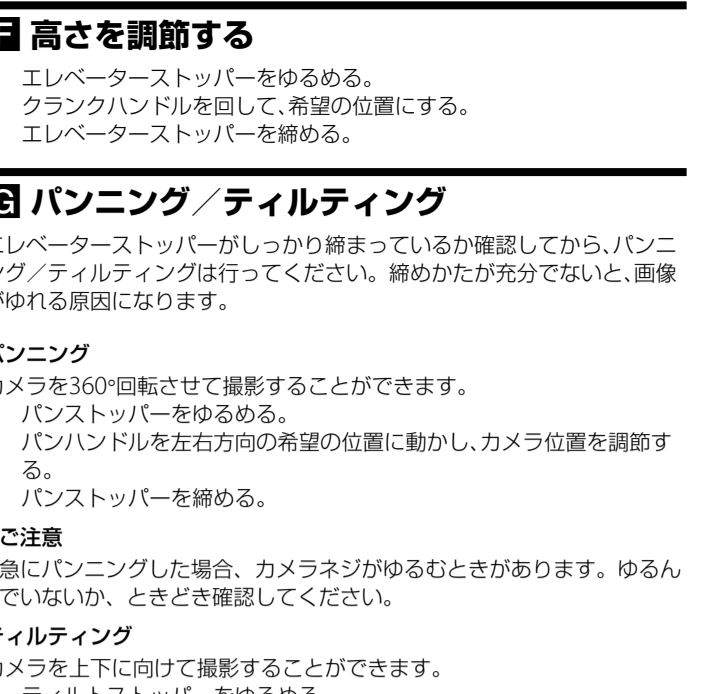 F 高さを調節する
エレベーターストッパーをゆるめる。
クランクハンドルを回して、希望の位置にする。
エレベーターストッパーを締める。
G パンニング／ティルティング
エレベーターストッパーがしっかり締まっているか確認してから、パンニ
ング／ティルティングは行ってください。締めかたが充分でないと、画像
がゆれる原因になります。
パンニング
カメラを360°回転させて撮影することができます。
パンストッパーをゆるめる。
パンハンドルを左右方向の希望の位置に動かし、カメラ位置を調節す
る。
パンストッパーを締める。
ご注意
急にパンニングした場合、カメラネジがゆるむときがあります。ゆるん
でいないか、ときどき確認してください。
ティルティング
カメラを上下に向けて撮影することができます。
ティルトストッパーをゆるめる。